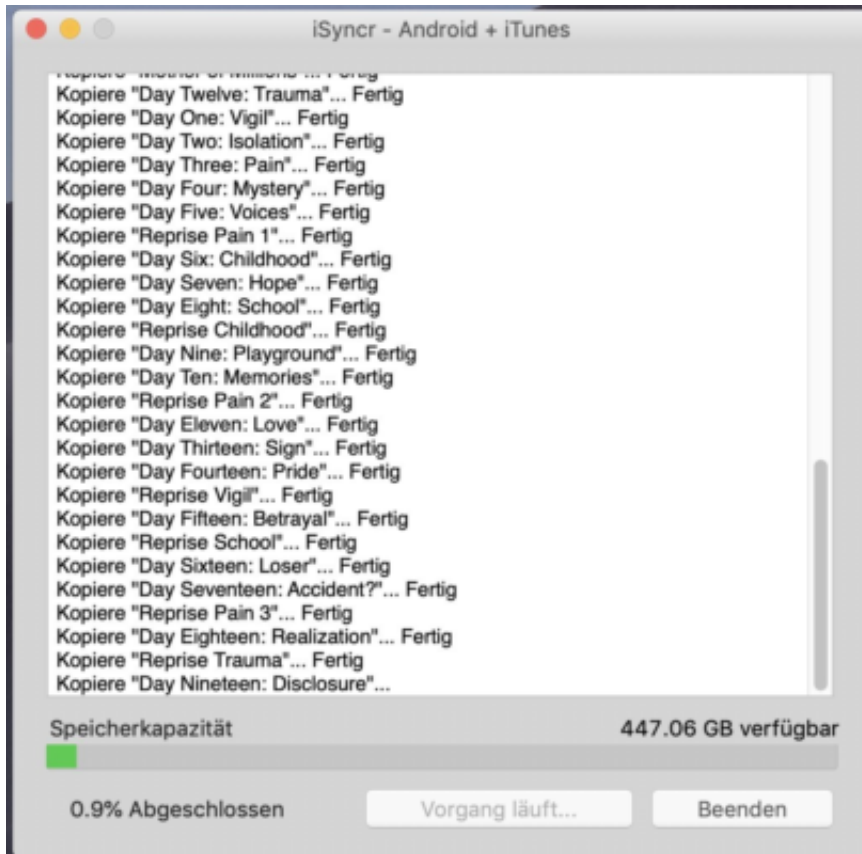 iSyncr - Android + iTunes
Kopiere "Mother of Millions"... Fertig
Kopiere "Day Twelve: Trauma"... Fertig
Kopiere "Day One: Vigil"... Fertig
Kopiere "Day Two: Isolation"... Fertig
Kopiere "Day Three: Pain"... Fertig
Kopiere "Day Four: Mystery"... Fertig
Kopiere "Day Five: Voices"... Fertig
Kopiere "Reprise Pain 1"... Fertig
Kopiere "Day Six: Childhood"... Fertig
Kopiere "Day Seven: Hope"... Fertig
Kopiere "Day Eight: School"... Fertig
Kopiere "Reprise Childhood"... Fertig
Kopiere "Day Nine: Playground"... Fertig
Kopiere "Day Ten: Memories"... Fertig
Kopiere "Reprise Pain 2"... Fertig
Kopiere "Day Eleven: Love"... Fertig
Kopiere "Day Thirteen: Sign"... Fertig
Kopiere "Day Fourteen: Pride"... Fertig
Kopiere "Reprise Vigil"... Fertig
Kopiere "Day Fifteen: Betrayal"... Fertig
Kopiere "Reprise School"... Fertig
Kopiere "Day Sixteen: Loser"... Fertig
Kopiere "Day Seventeen: Accident?"... Fertig
Kopiere "Reprise Pain 3"... Fertig
Kopiere "Day Eighteen: Realization"... Fertig
Kopiere "Reprise Trauma"... Fertig
Kopiere "Day Nineteen: Disclosure"...
Speicherkapazität 447.06 GB verfügbar
0.9% Abgeschlossen Vorgang läuft... Beenden